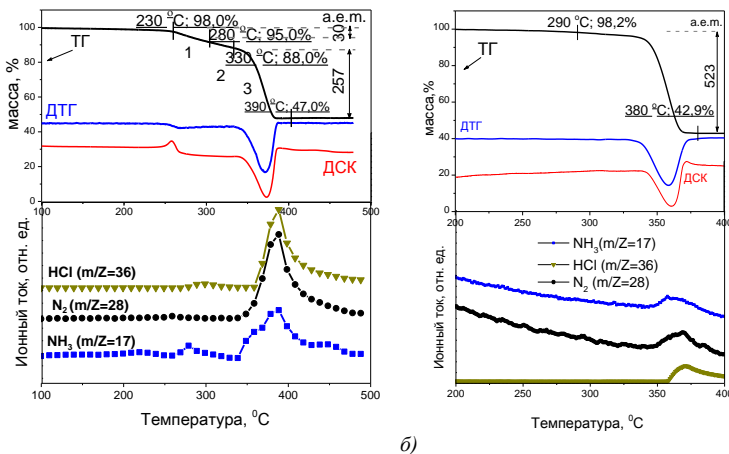 230 °C; 98,0%
a.e.m.
30
280 °C; 95,0%
330 °C; 88,0%
257
390 °C; 47,0%
ТГ
1
2
3
ДТГ
ДСК
масса, %
100
80
60
40
20
0
100 200 300 400 500
HCl (m/Z=36)
N₂ (m/Z=28)
NH₃ (m/Z=17)
Ионный ток, отн. ед.
100 200 300 400 500
Температура, ⁰C
290 °C; 98,2%
a.e.m.
523
380 °C; 42,9%
ТГ
ДТГ
ДСК
масса,%
100
80
60
40
20
0
200 250 300 350 400
NH₃(m/Z=17)
HCl (m/Z=36)
N₂ (m/Z=28)
Ионный ток, отн. ед.
200 250 300 350 400
Температура, ⁰C
б)